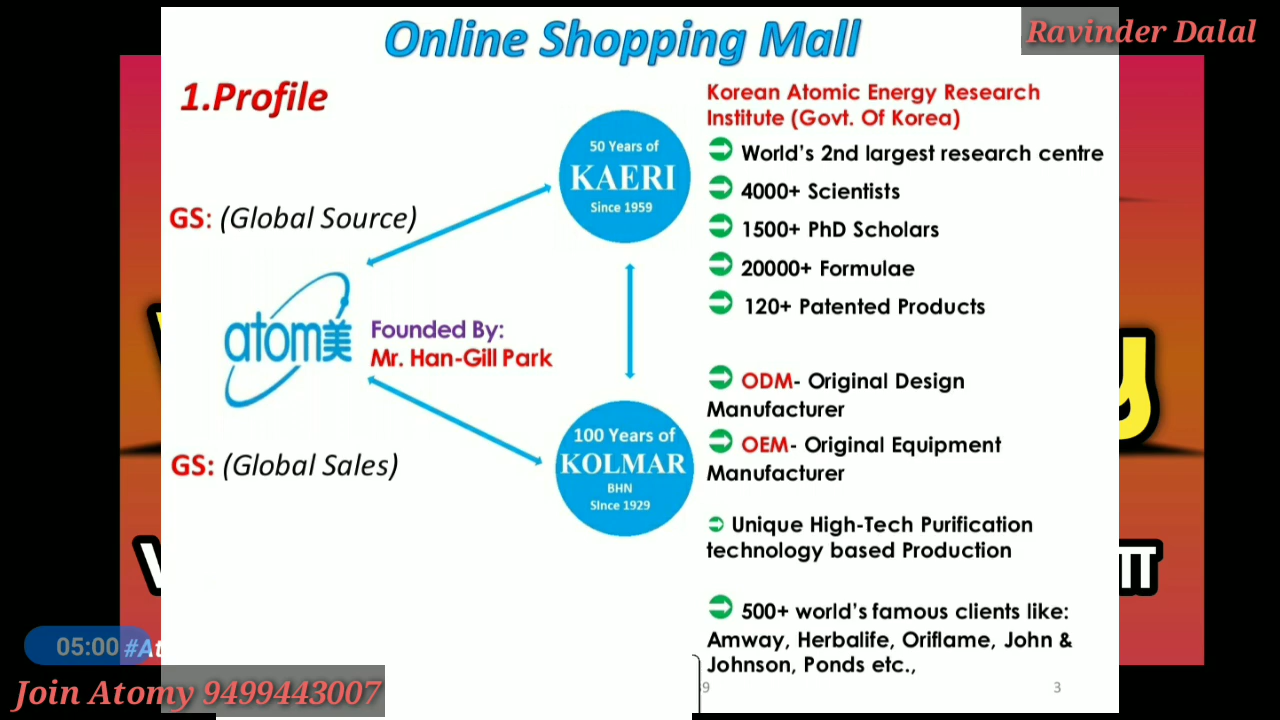 Online Shopping Mall
Ravinder Dalal
1.Profile
Korean Atomic Energy Research
Institute (Govt. Of Korea)
50 Years of
KAERI
Since 1959
World's 2nd largest research centre
4000+ Scientists
1500+ PhD Scholars
20000+ Formulae
120+ Patented Products
GS: (Global Source)
atom美
Founded By:
Mr. Han-Gill Park
ODM- Original Design
Manufacturer
OEM- Original Equipment
Manufacturer
GS: (Global Sales)
100 Years of
KOLMAR
BHN
SInce 1929
Unique High-Tech Purification
technology based Production
500+ world's famous clients like:
Amway, Herbalife, Oriflame, John &
Johnson, Ponds etc.,
05:00 #At
Join Atomy 9499443007
3